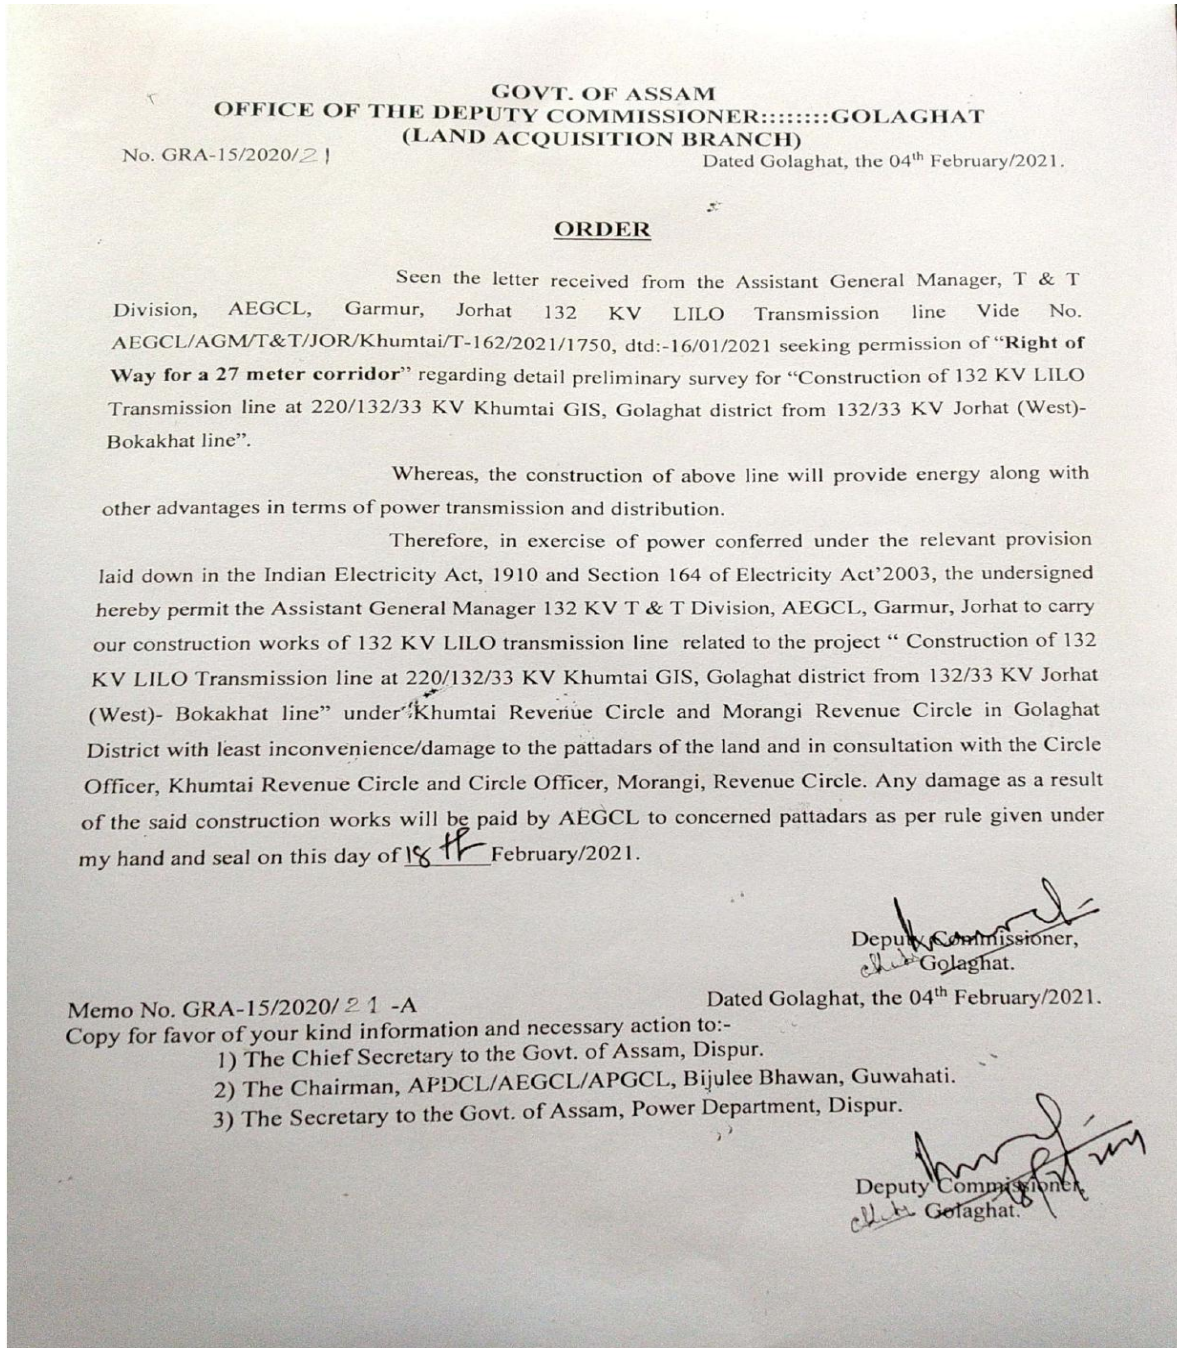 GOVT. OF ASSAM
OFFICE OF THE DEPUTY COMMISSIONER::::::::GOLAGHAT
(LAND ACQUISITION BRANCH)
No. GRA-15/2020/21
Dated Golaghat, the 04th February/2021.
ORDER
Seen the letter received from the Assistant General Manager, T & T
Division, AEGCL, Garmur, Jorhat 132 KV LILO Transmission line Vide No.
AEGCL/AGM/T&T/JOR/Khumtai/T-162/2021/1750, dtd:-16/01/2021 seeking permission of “Right of
Way for a 27 meter corridor” regarding detail preliminary survey for “Construction of 132 KV LILO
Transmission line at 220/132/33 KV Khumtai GIS, Golaghat district from 132/33 KV Jorhat (West)-
Bokakhat line”.
Whereas, the construction of above line will provide energy along with
other advantages in terms of power transmission and distribution.
Therefore, in exercise of power conferred under the relevant provision
laid down in the Indian Electricity Act, 1910 and Section 164 of Electricity Act’2003, the undersigned
hereby permit the Assistant General Manager 132 KV T & T Division, AEGCL, Garmur, Jorhat to carry
our construction works of 132 KV LILO transmission line related to the project “ Construction of 132
KV LILO Transmission line at 220/132/33 KV Khumtai GIS, Golaghat district from 132/33 KV Jorhat
(West)- Bokakhat line” under Khumtai Revenue Circle and Morangi Revenue Circle in Golaghat
District with least inconvenience/damage to the pattadars of the land and in consultation with the Circle
Officer, Khumtai Revenue Circle and Circle Officer, Morangi, Revenue Circle. Any damage as a result
of the said construction works will be paid by AEGCL to concerned pattadars as per rule given under
my hand and seal on this day of 18th February/2021.
Deputy Commissioner,
Golaghat.
Memo No. GRA-15/2020/21 -A
Dated Golaghat, the 04th February/2021.
Copy for favor of your kind information and necessary action to:-
1) The Chief Secretary to the Govt. of Assam, Dispur.
2) The Chairman, APDCL/AEGCL/APGCL, Bijulee Bhawan, Guwahati.
3) The Secretary to the Govt. of Assam, Power Department, Dispur.
Deputy Commissioner,
Golaghat.